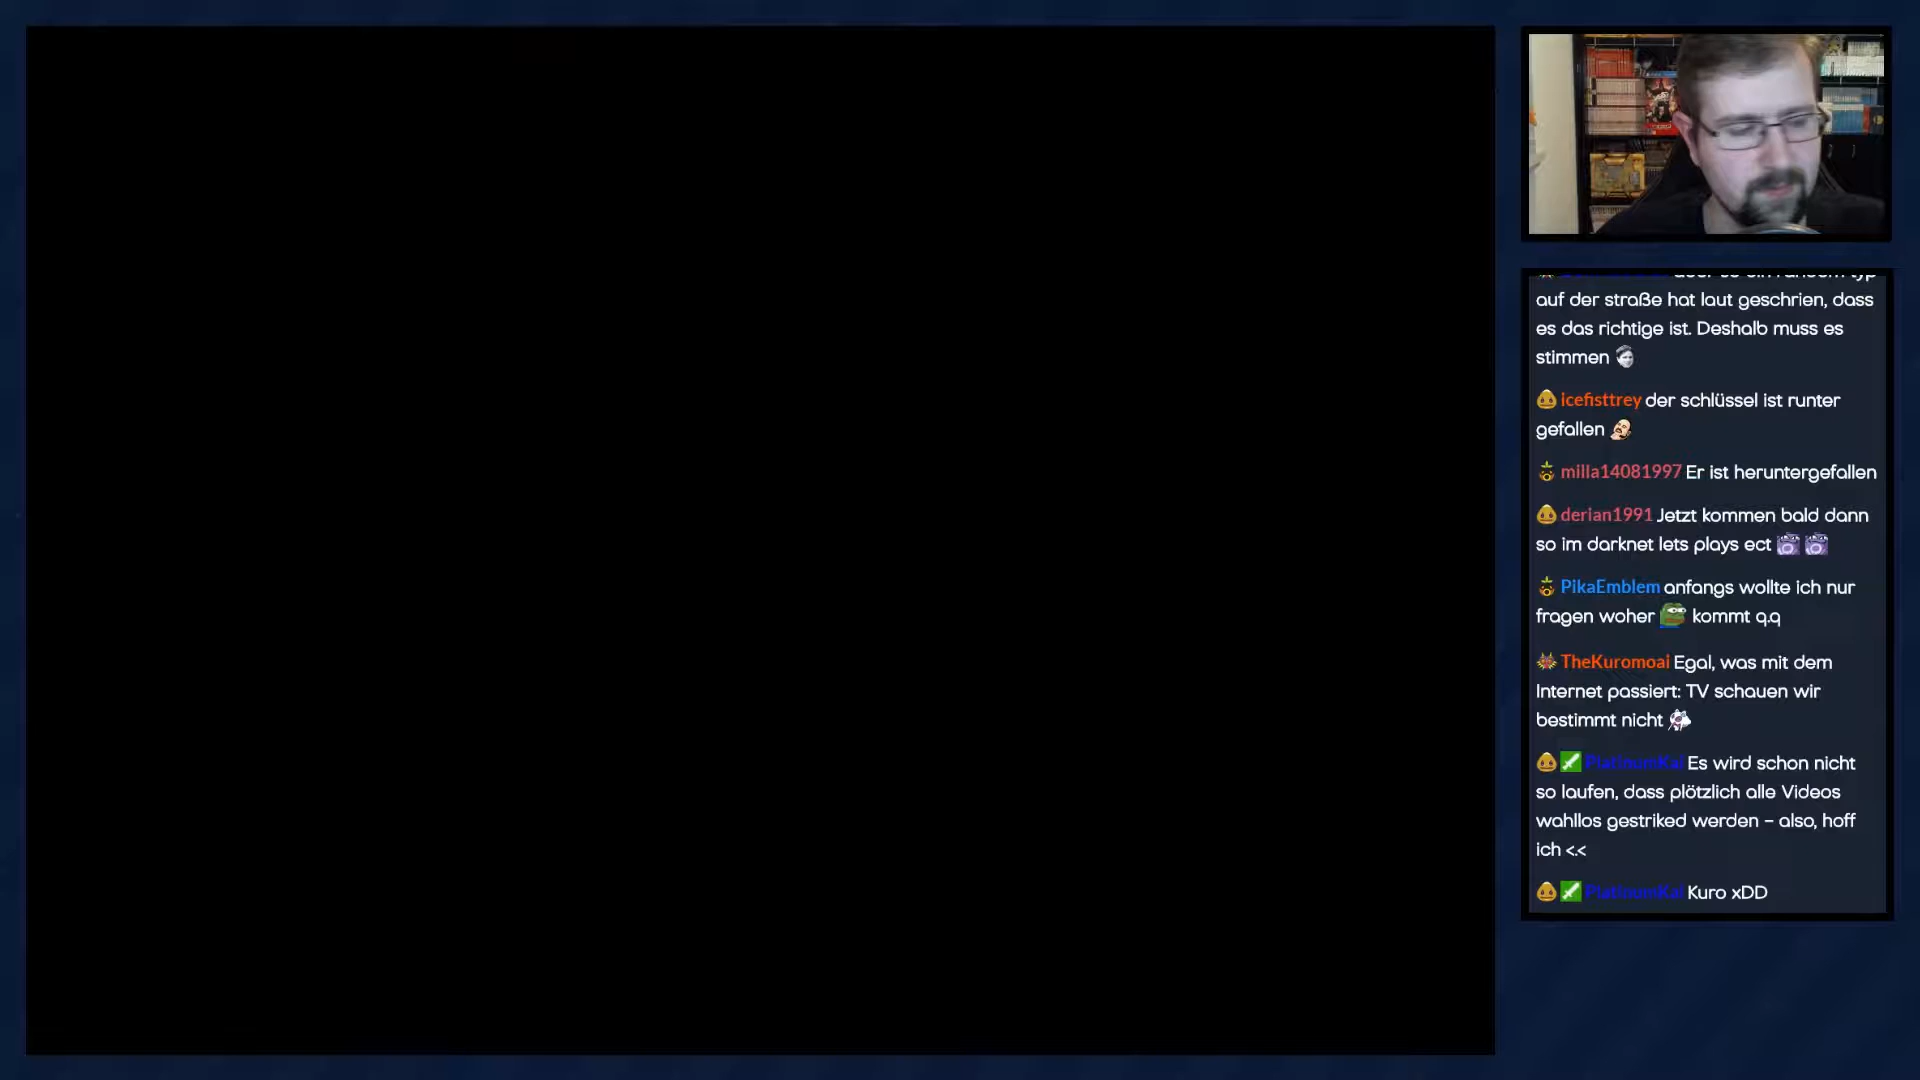 auf der straße hat laut geschrien, dass
es das richtige ist. Deshalb muss es
stimmen
icefisttrey der schlüssel ist runter
gefallen
milla14081997 Er ist heruntergefallen
derian1991 Jetzt kommen bald dann
so im darknet lets plays ect
PikaEmblem anfangs wollte ich nur
fragen woher kommt q.q
TheKuromoai Egal, was mit dem
Internet passiert: TV schauen wir
bestimmt nicht
PlatinumKai Es wird schon nicht
so laufen, dass plötzlich alle Videos
wahllos gestriked werden – also, hoff
ich <.<
PlatinumKai Kuro xDD